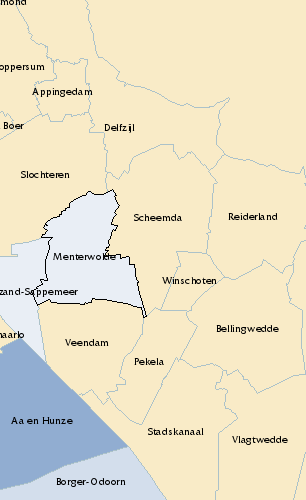 mond
oppersum
Appingedam
Boer
Delfzijl
Slochteren
Scheemda
Reiderland
Menterwolde
Winschoten
zand-Sappemeer
Bellingwedde
naarlo
Veendam
Pekela
Aa en Hunze
Stadskanaal
Vlagtwedde
Borger-Odoorn